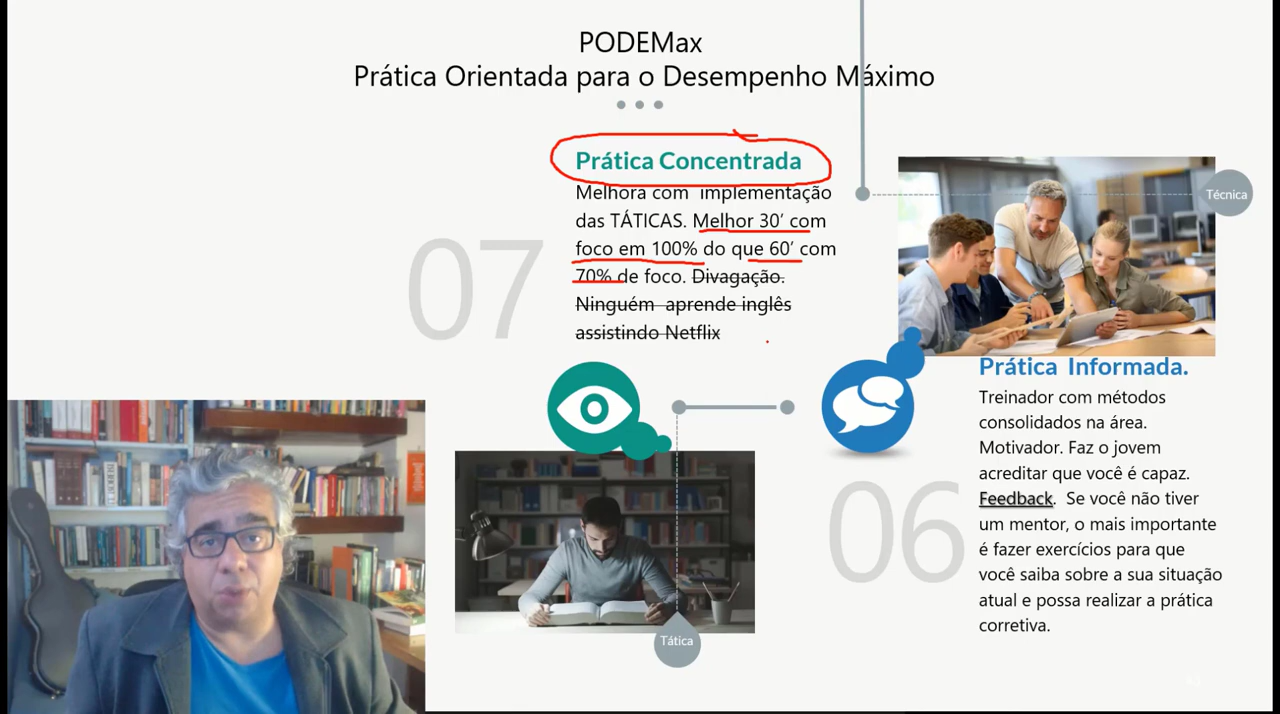 PODEMax
Prática Orientada para o Desempenho Máximo
07
Prática Concentrada
Melhora com implementação
das TÁTICAS. Melhor 30’ com
foco em 100% do que 60’ com
70% de foco. Divagação.
Ninguém aprende inglês
assistindo Netflix
Tática
Técnica
06
Prática Informada.
Treinador com métodos
consolidados na área.
Motivador. Faz o jovem
acreditar que você é capaz.
Feedback. Se você não tiver
um mentor, o mais importante
é fazer exercícios para que
você saiba sobre a sua situação
atual e possa realizar a prática
corretiva.